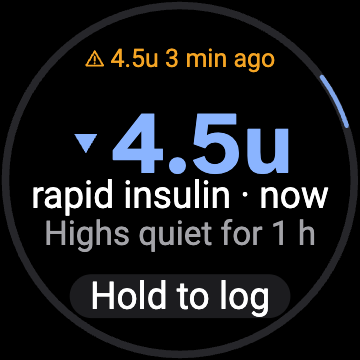 ⚠ 4.5u 3 min ago
4.5u
rapid insulin · now
Highs quiet for 1 h
Hold to log